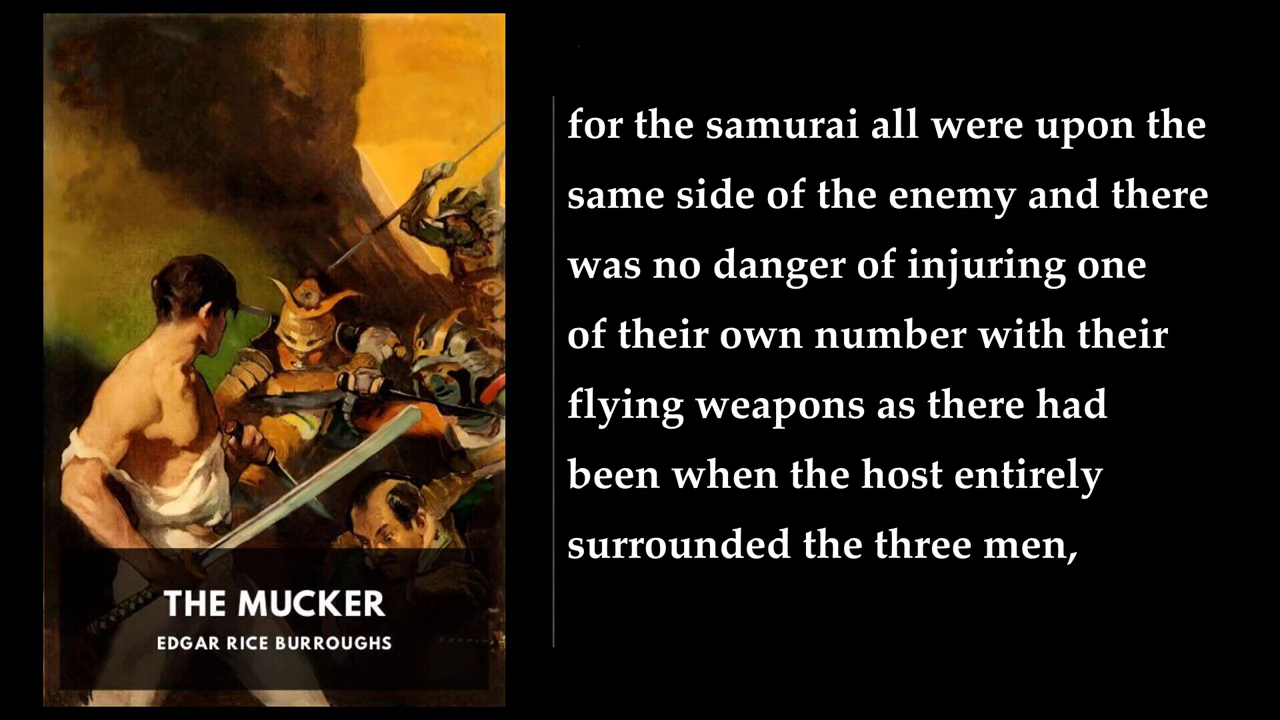 THE MUCKER
EDGAR RICE BURROUGHS
for the samurai all were upon the
same side of the enemy and there
was no danger of injuring one
of their own number with their
flying weapons as there had
been when the host entirely
surrounded the three men,